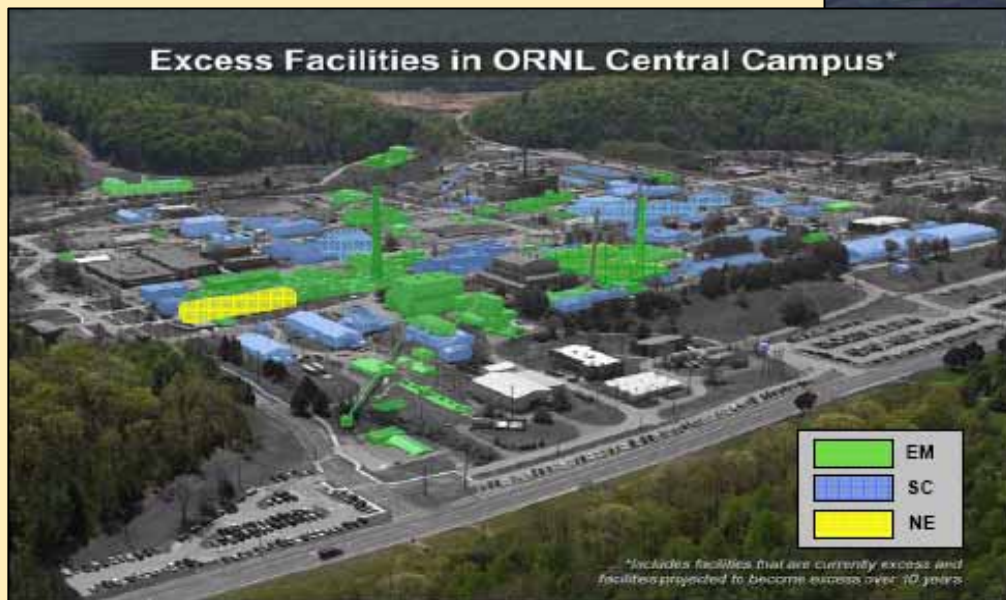 Excess Facilities in ORNL Central Campus*
EM
SC
NE
*Includes facilities that are currently excess and
facilities projected to become excess over 10 years